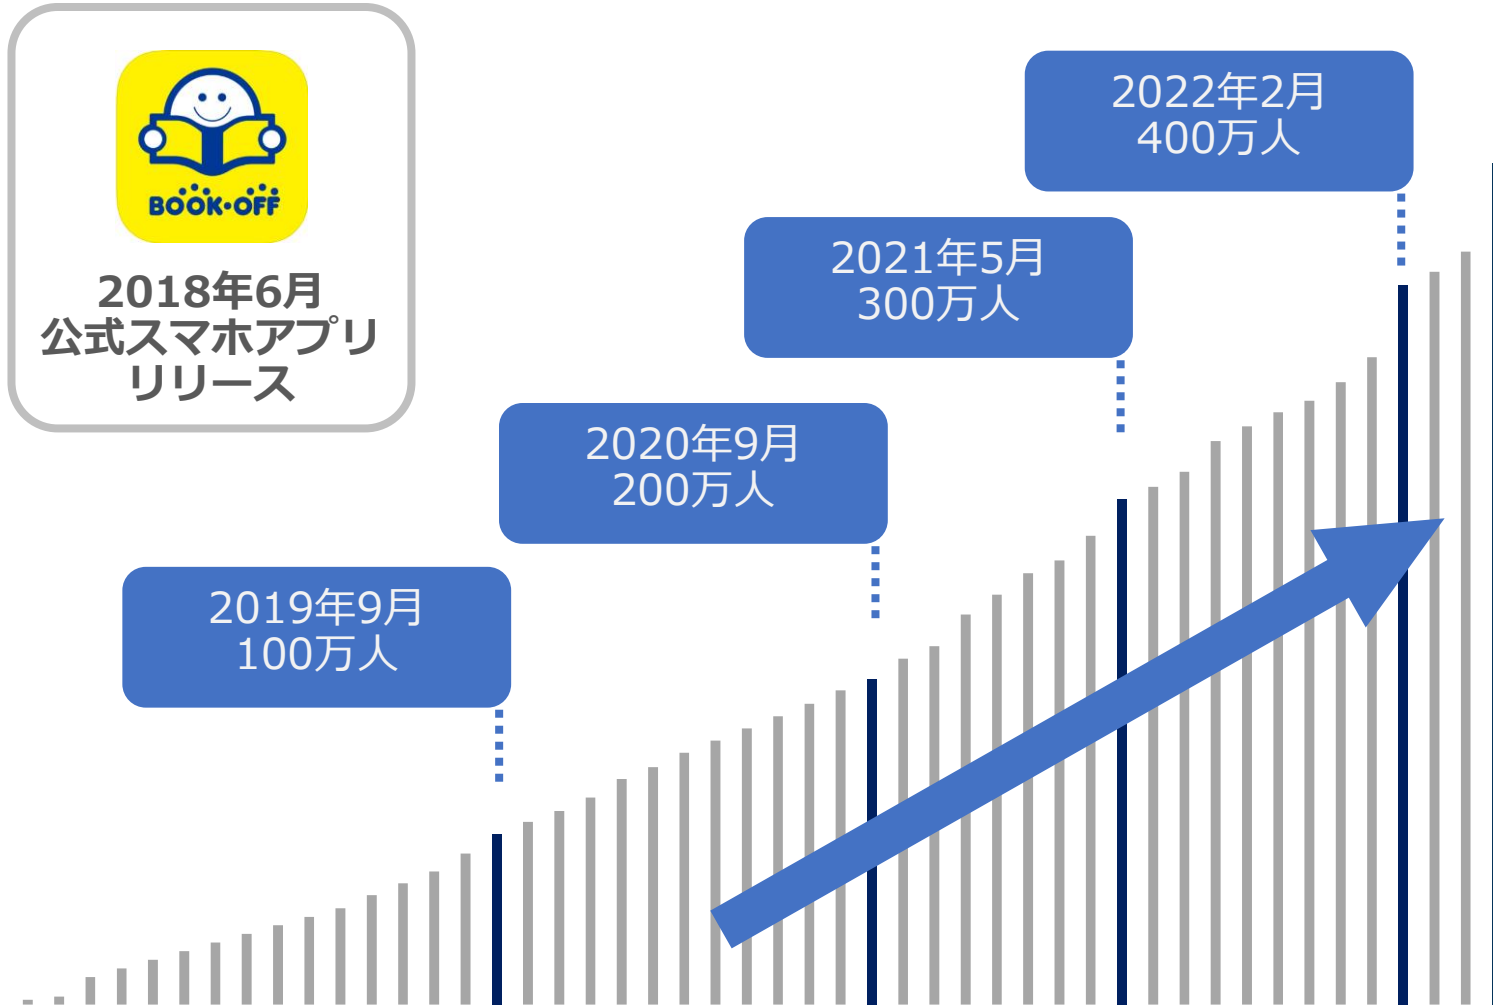 BOOK・OFF
2018年6月
公式スマホアプリ
リリース
2019年9月
100万人
2020年9月
200万人
2021年5月
300万人
2022年2月
400万人